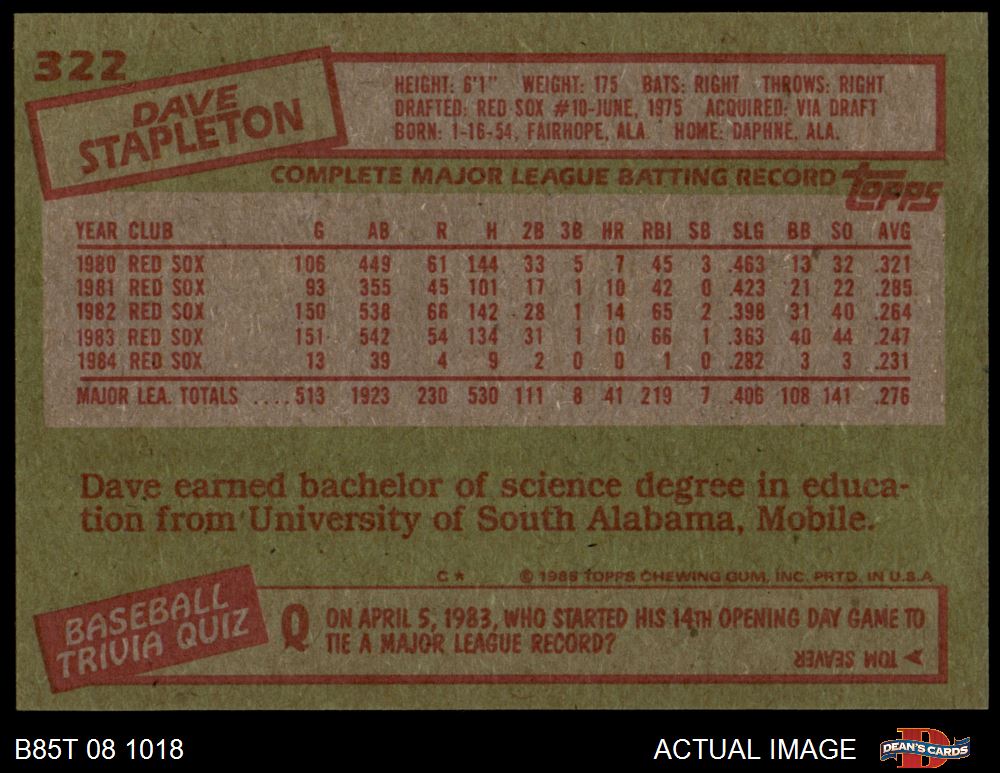 322
DAVE
STAPLETON
HEIGHT: 6'1" WEIGHT: 175 BATS: RIGHT THROWS: RIGHT
DRAFTED: RED SOX #10-JUNE, 1975 ACQUIRED: VIA DRAFT
BORN: 1-16-54, FAIRHOPE, ALA. HOME: DAPHNE, ALA.
COMPLETE MAJOR LEAGUE BATTING RECORD topps
YEAR CLUB G AB R H 2B 3B HR RBI SB SLG BB SO AVG
1980 RED SOX 106 449 61 144 33 5 7 45 3 .463 13 32 .321
1981 RED SOX 93 355 45 101 17 1 10 42 0 .423 21 22 .285
1982 RED SOX 150 538 66 142 28 1 14 65 2 .398 31 40 .264
1983 RED SOX 151 542 54 134 31 1 10 66 1 .363 40 44 .247
1984 RED SOX 13 39 4 9 2 0 0 1 0 .282 3 3 .231
MAJOR LEA. TOTALS .... 513 1923 230 530 111 8 41 219 7 .406 108 141 .276
Dave earned bachelor of science degree in educa-
tion from University of South Alabama, Mobile.
C* © 1985 TOPPS CHEWING GUM, INC. PRTD. IN U.S.A
BASEBALL
TRIVIA QUIZ
Q ON APRIL 5, 1983, WHO STARTED HIS 14TH OPENING DAY GAME TO
TIE A MAJOR LEAGUE RECORD?
TOM SEAVER
B85T 08 1018
ACTUAL IMAGE
DEAN'S CARDS